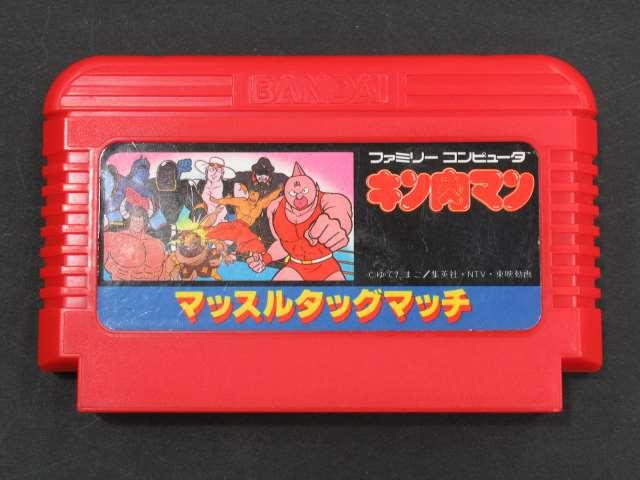 BANDAI
ファミリー コンピュータ™
キン肉マン
©ゆでたまご/集英社・NTV・東映動画
マッスルタッグマッチ